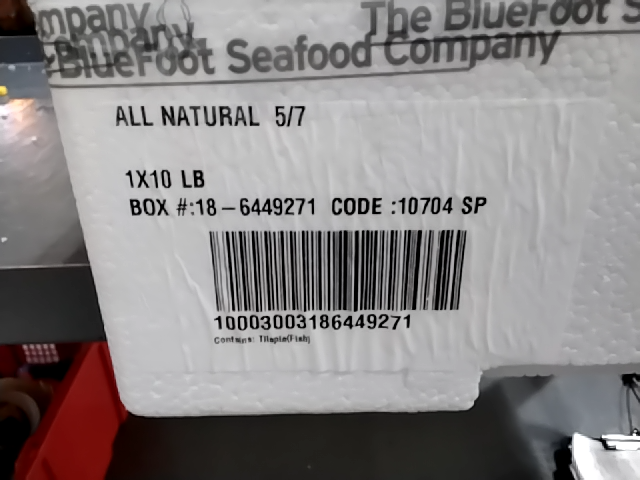 The BlueFoot S
mpany
ompany.
BlueFoot Seafood Company
ALL NATURAL 5/7
1X10 LB
BOX #:18-6449271 CODE :10704 SP
10003003186449271
Contains: Tilapia(Fish)